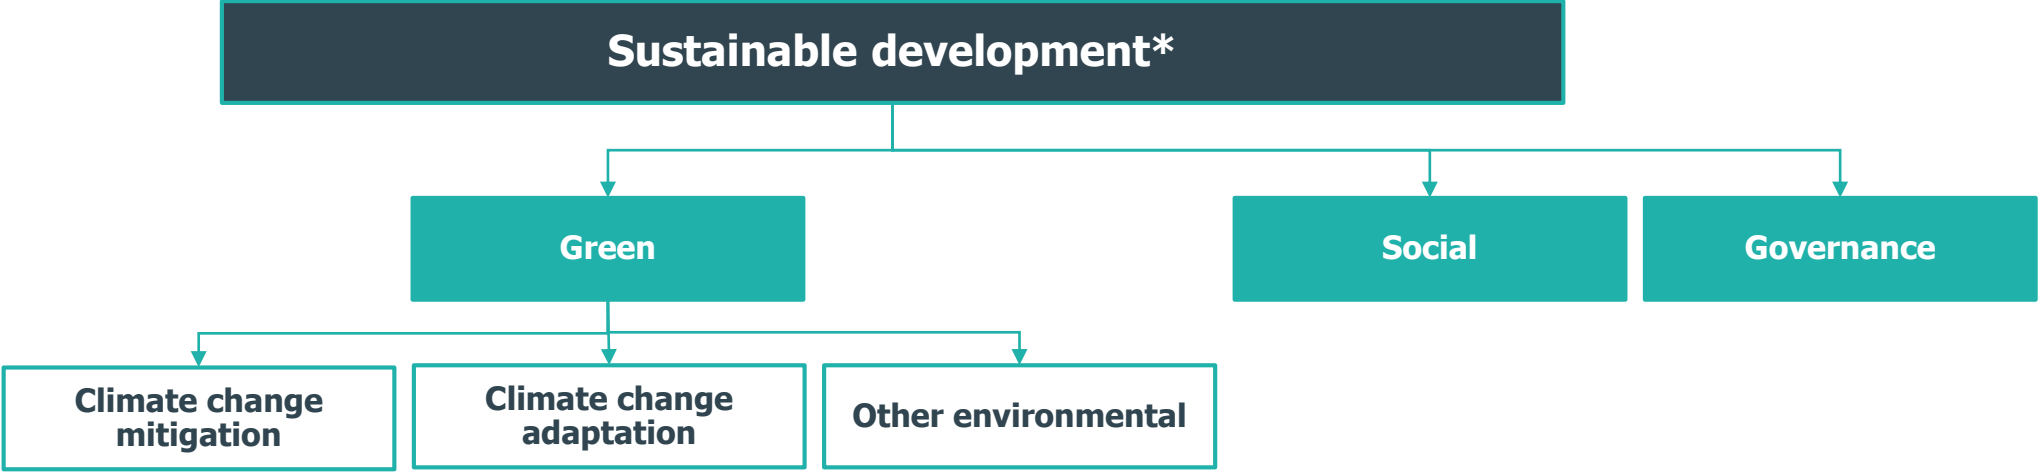 Sustainable development*
Green
Social
Governance
Climate change
mitigation
Climate change
adaptation
Other environmental